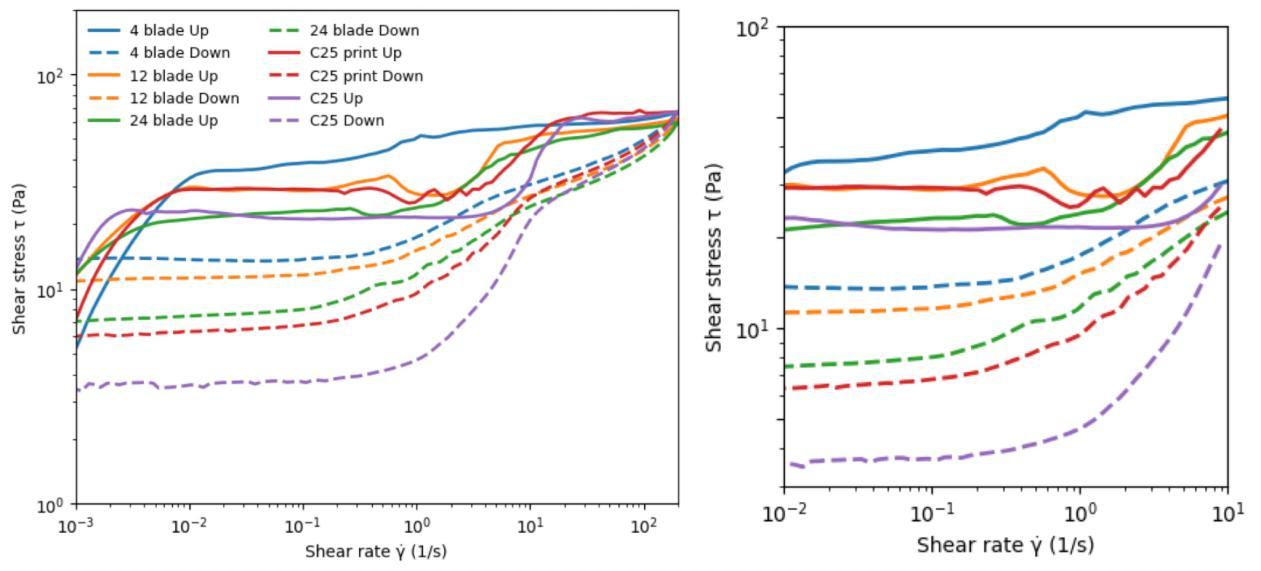 4 blade Up
4 blade Down
12 blade Up
12 blade Down
24 blade Up
24 blade Down
C25 print Up
C25 print Down
C25 Up
C25 Down
10²
10¹
10⁰
Shear stress τ (Pa)
10⁻³ 10⁻² 10⁻¹ 10⁰ 10¹ 10²
Shear rate γ̇ (1/s)
10²
10¹
Shear stress τ (Pa)
10⁻² 10⁻¹ 10⁰ 10¹
Shear rate γ̇ (1/s)